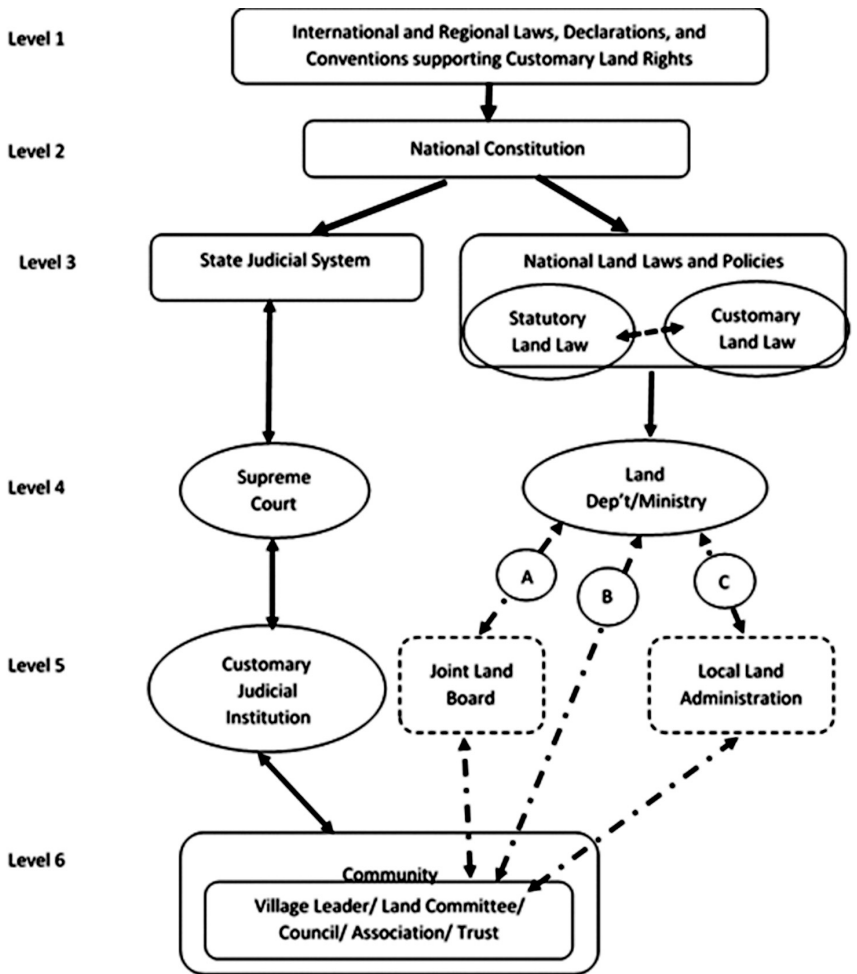 Level 1
International and Regional Laws, Declarations, and
Conventions supporting Customary Land Rights
Level 2
National Constitution
Level 3
State Judicial System
National Land Laws and Policies
Statutory
Land Law
Customary
Land Law
Level 4
Supreme
Court
Land
Dep't/Ministry
A
B
C
Level 5
Customary
Judicial
Institution
Joint Land
Board
Local Land
Administration
Level 6
Community
Village Leader/ Land Committee/
Council/ Association/ Trust